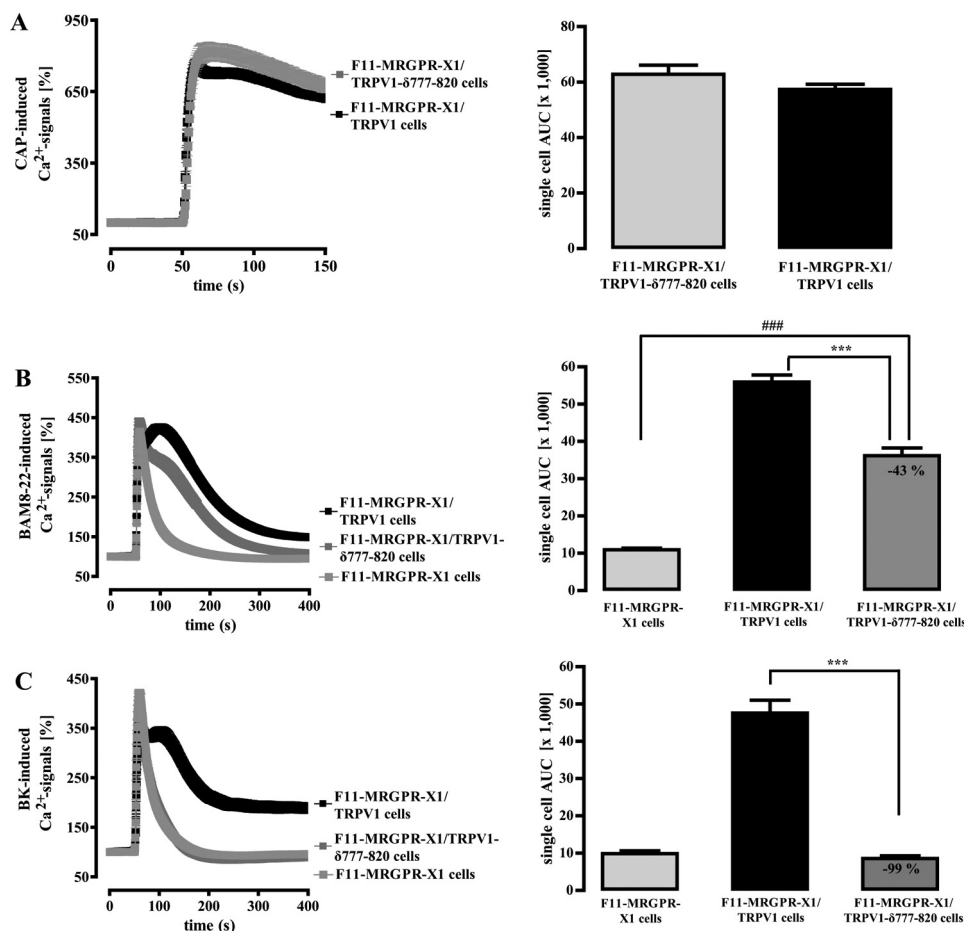 A
CAP-induced
Ca²⁺-signals [%]
950
650
350
50
0
50
100
150
time (s)
F11-MRGPR-X1/
TRPV1-δ777-820 cells
F11-MRGPR-X1/
TRPV1 cells
single cell AUC [x 1,000]
80
60
40
20
0
F11-MRGPR-X1/
TRPV1-δ777-820 cells
F11-MRGPR-X1/
TRPV1 cells
B
BAM8-22-induced
Ca²⁺-signals [%]
550
450
350
250
150
50
0
100
200
300
400
time (s)
F11-MRGPR-X1/
TRPV1 cells
F11-MRGPR-X1/TRPV1-
δ777-820 cells
F11-MRGPR-X1 cells
single cell AUC [x 1,000]
60
50
40
30
20
10
0
###
***
-43 %
F11-MRGPR-
X1 cells
F11-MRGPR-X1/
TRPV1 cells
F11-MRGPR-X1/
TRPV1-δ777-820 cells
C
BK-induced
Ca²⁺-signals [%]
450
350
250
150
50
0
100
200
300
400
time (s)
F11-MRGPR-X1/
TRPV1 cells
F11-MRGPR-X1/TRPV1-
δ777-820 cells
F11-MRGPR-X1 cells
single cell AUC [x 1,000]
60
50
40
30
20
10
0
***
-99 %
F11-MRGPR-
X1 cells
F11-MRGPR-X1/
TRPV1 cells
F11-MRGPR-X1/
TRPV1-δ777-820 cells